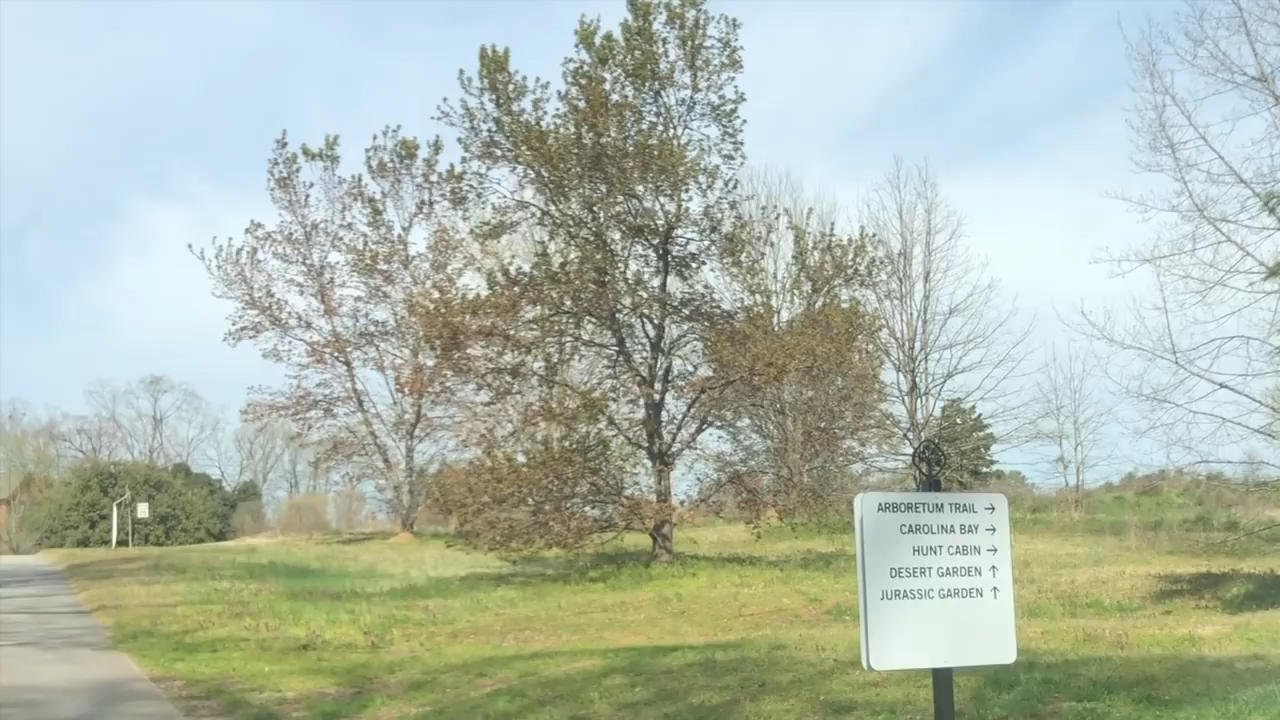 ARBORETUM TRAIL →
CAROLINA BAY →
HUNT CABIN →
DESERT GARDEN ↑
JURASSIC GARDEN ↑